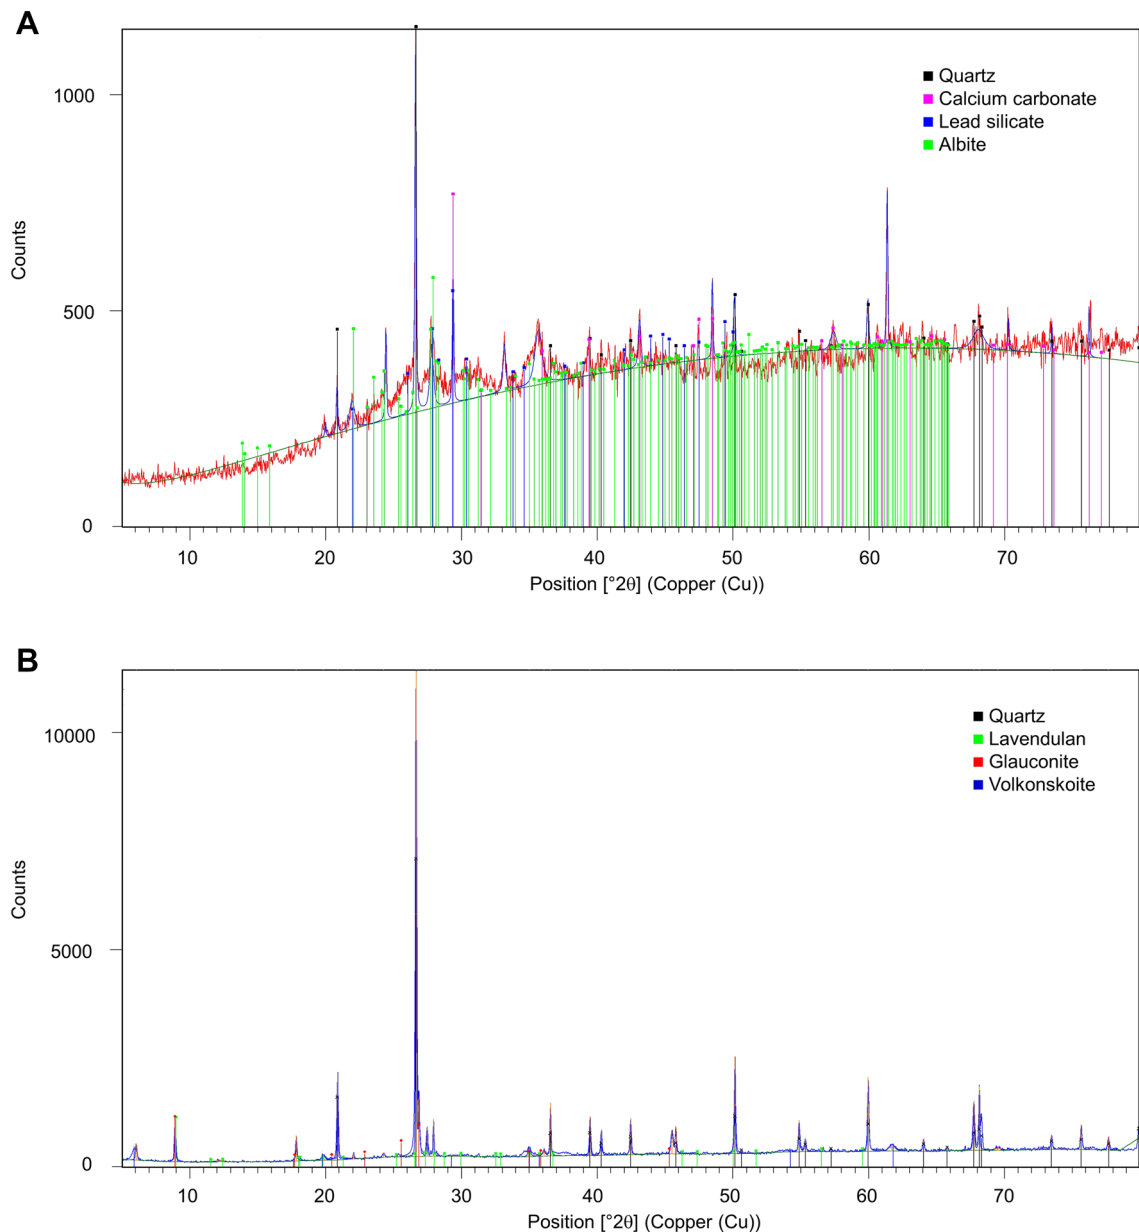 A
1000
500
0
Counts
Quartz
Calcium carbonate
Lead silicate
Albite
10 20 30 40 50 60 70
Position [°2θ] (Copper (Cu))
B
10000
5000
0
Counts
Quartz
Lavendulan
Glauconite
Volkonskoite
10 20 30 40 50 60 70
Position [°2θ] (Copper (Cu))